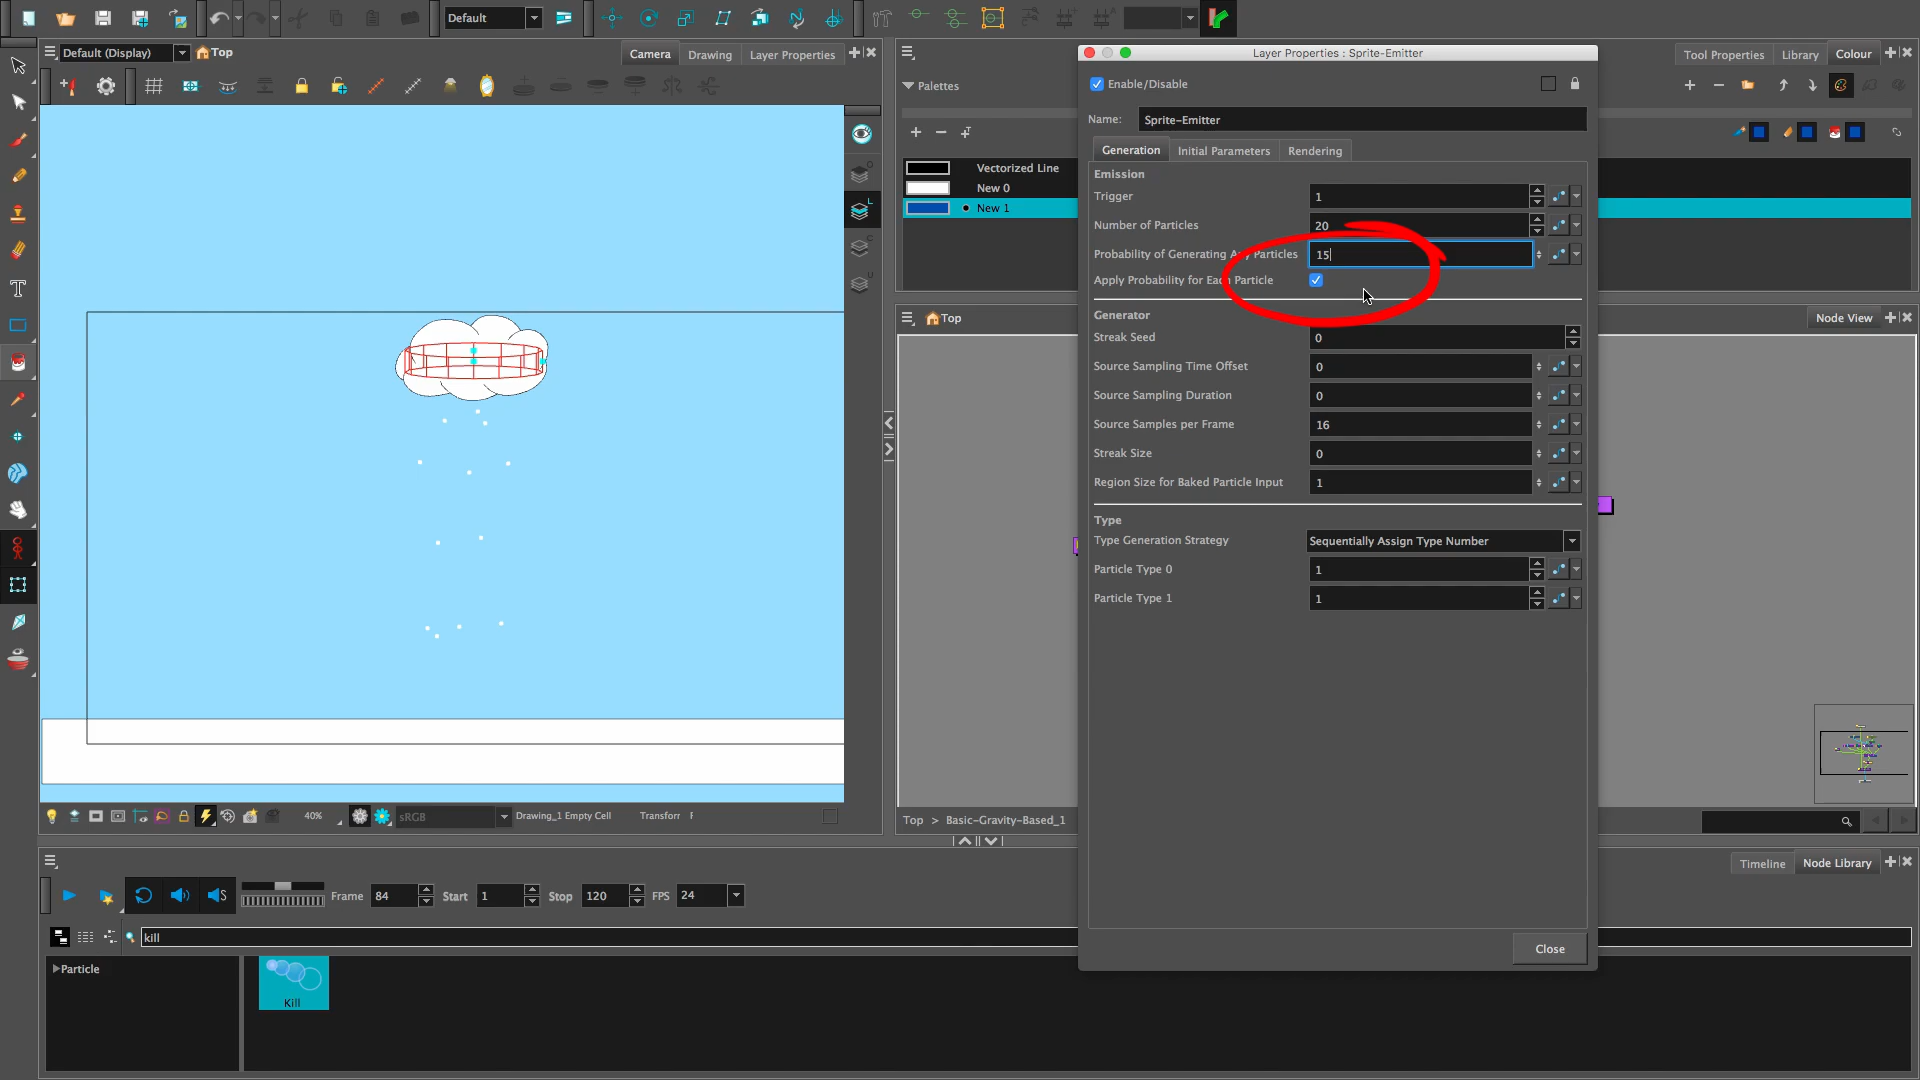 Default
Default (Display)
Top
Camera
Drawing
Layer Properties
Layer Properties : Sprite-Emitter
Tool Properties
Library
Colour
Palettes
Vectorized Line
New 0
New 1
Enable/Disable
Name:
Sprite-Emitter
Generation
Initial Parameters
Rendering
Emission
Trigger
1
Number of Particles
20
Probability of Generating Any Particles
15
Apply Probability for Each Particle
Generator
Streak Seed
0
Source Sampling Time Offset
0
Source Sampling Duration
0
Source Samples per Frame
16
Streak Size
0
Region Size for Baked Particle Input
1
Type
Type Generation Strategy
Sequentially Assign Type Number
Particle Type 0
1
Particle Type 1
1
Close
Top
Node View
Top > Basic-Gravity-Based_1
40%
sRGB
Drawing_1 Empty Cell
Transforr
F
Timeline
Node Library
Frame
84
Start
1
Stop
120
FPS
24
kill
Particle
Kill